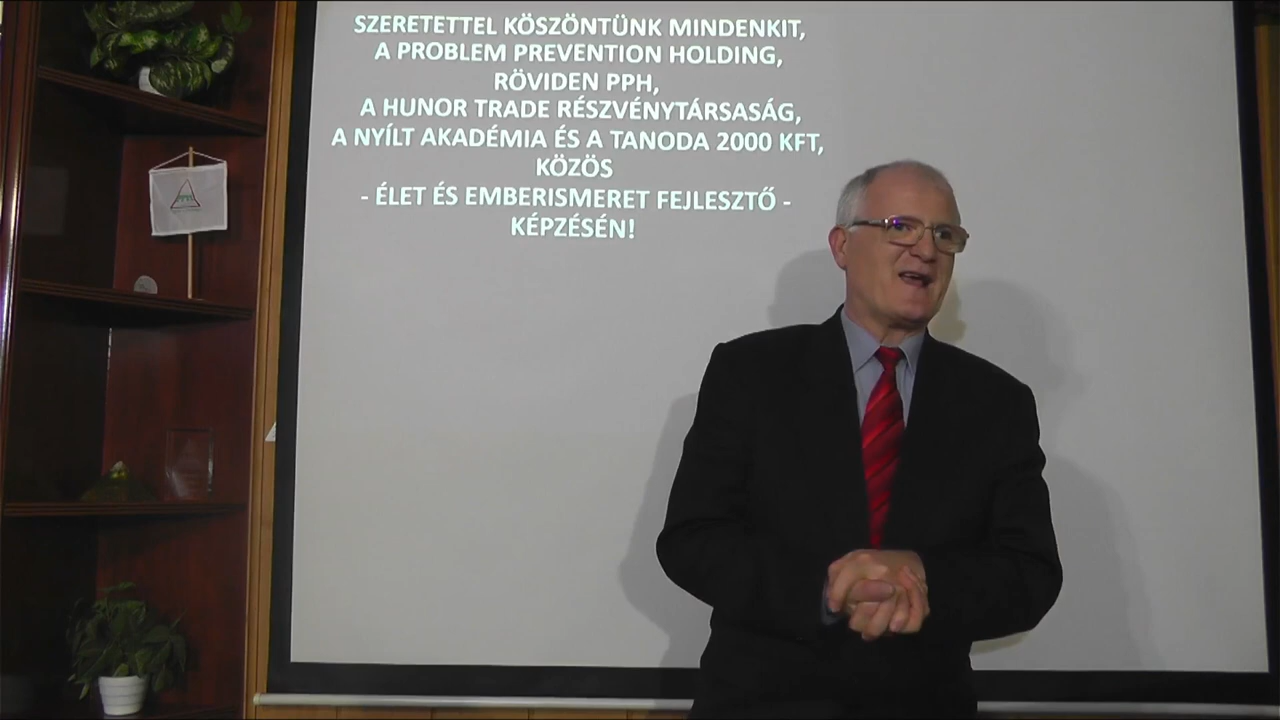 SZERETETTEL KÖSZÖNTÜNK MINDENKIT,
A PROBLEM PREVENTION HOLDING,
RÖVIDEN PPH,
A HUNOR TRADE RÉSZVÉNYTÁRSASÁG,
A NYÍLT AKADÉMIA ÉS A TANODA 2000 KFT,
KÖZÖS
- ÉLET ÉS EMBERISMERET FEJLESZTŐ -
KÉPZÉSÉN!